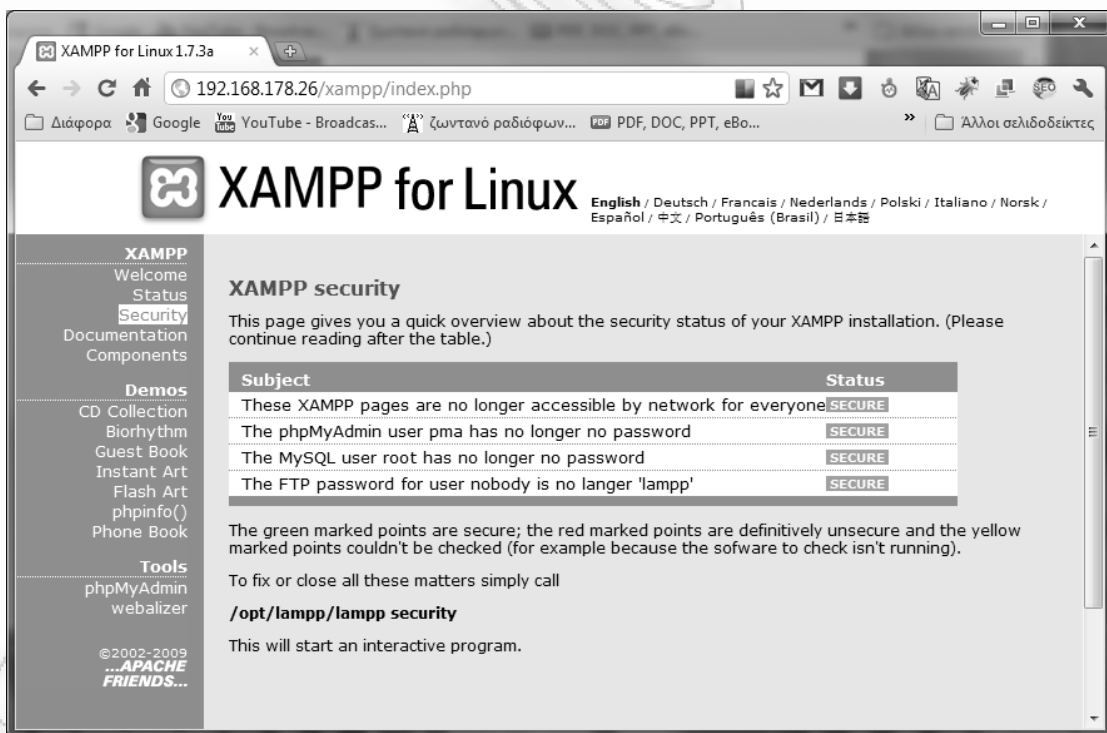 XAMPP for Linux 1.7.3a
192.168.178.26/xampp/index.php
Διάφορα Google YouTube - Broadcas... ζωντανό ραδιόφων... PDF, DOC, PPT, eBo... » Άλλοι σελιδοδείκτες
XAMPP for Linux
English / Deutsch / Francais / Nederlands / Polski / Italiano / Norsk /
Español / 中文 / Português (Brasil) / 日本語
XAMPP
Welcome
Status
Security
Documentation
Components
Demos
CD Collection
Biorhythm
Guest Book
Instant Art
Flash Art
phpinfo()
Phone Book
Tools
phpMyAdmin
webalizer
©2002-2009
...APACHE
FRIENDS...
XAMPP security
This page gives you a quick overview about the security status of your XAMPP installation. (Please
continue reading after the table.)
Subject Status
These XAMPP pages are no longer accessible by network for everyone SECURE
The phpMyAdmin user pma has no longer no password SECURE
The MySQL user root has no longer no password SECURE
The FTP password for user nobody is no langer 'lampp' SECURE
The green marked points are secure; the red marked points are definitively unsecure and the yellow
marked points couldn't be checked (for example because the sofware to check isn't running).
To fix or close all these matters simply call
/opt/lampp/lampp security
This will start an interactive program.